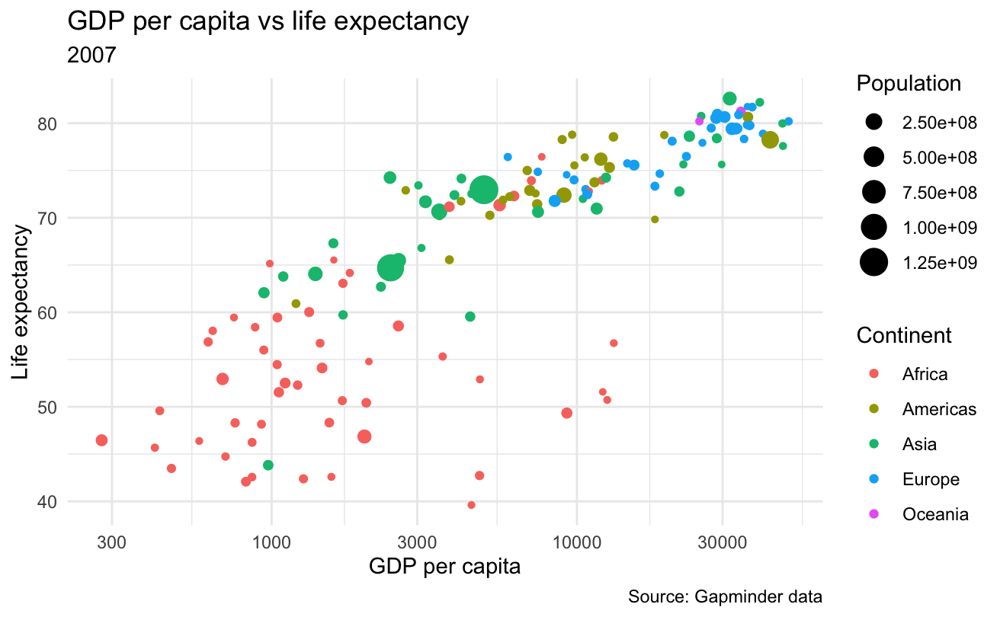 GDP per capita vs life expectancy
2007
Life expectancy
80
70
60
50
40
300 1000 3000 10000 30000
GDP per capita
Source: Gapminder data
Population
2.50e+08
5.00e+08
7.50e+08
1.00e+09
1.25e+09
Continent
Africa
Americas
Asia
Europe
Oceania